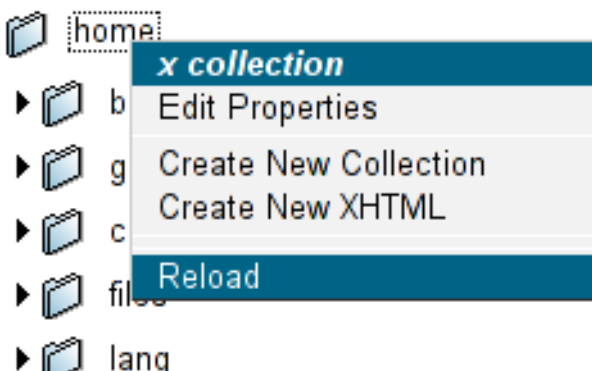 home
x collection
Edit Properties
b
g
Create New Collection
Create New XHTML
c
Reload
files
lang